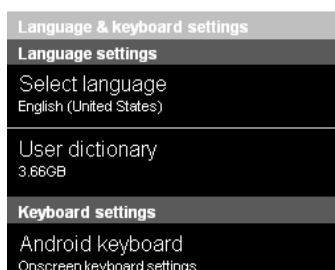 Language & keyboard settings
Language settings
Select language
English (United States)
User dictionary
3.66GB
Keyboard settings
Android keyboard
Onscreen keyboard settings